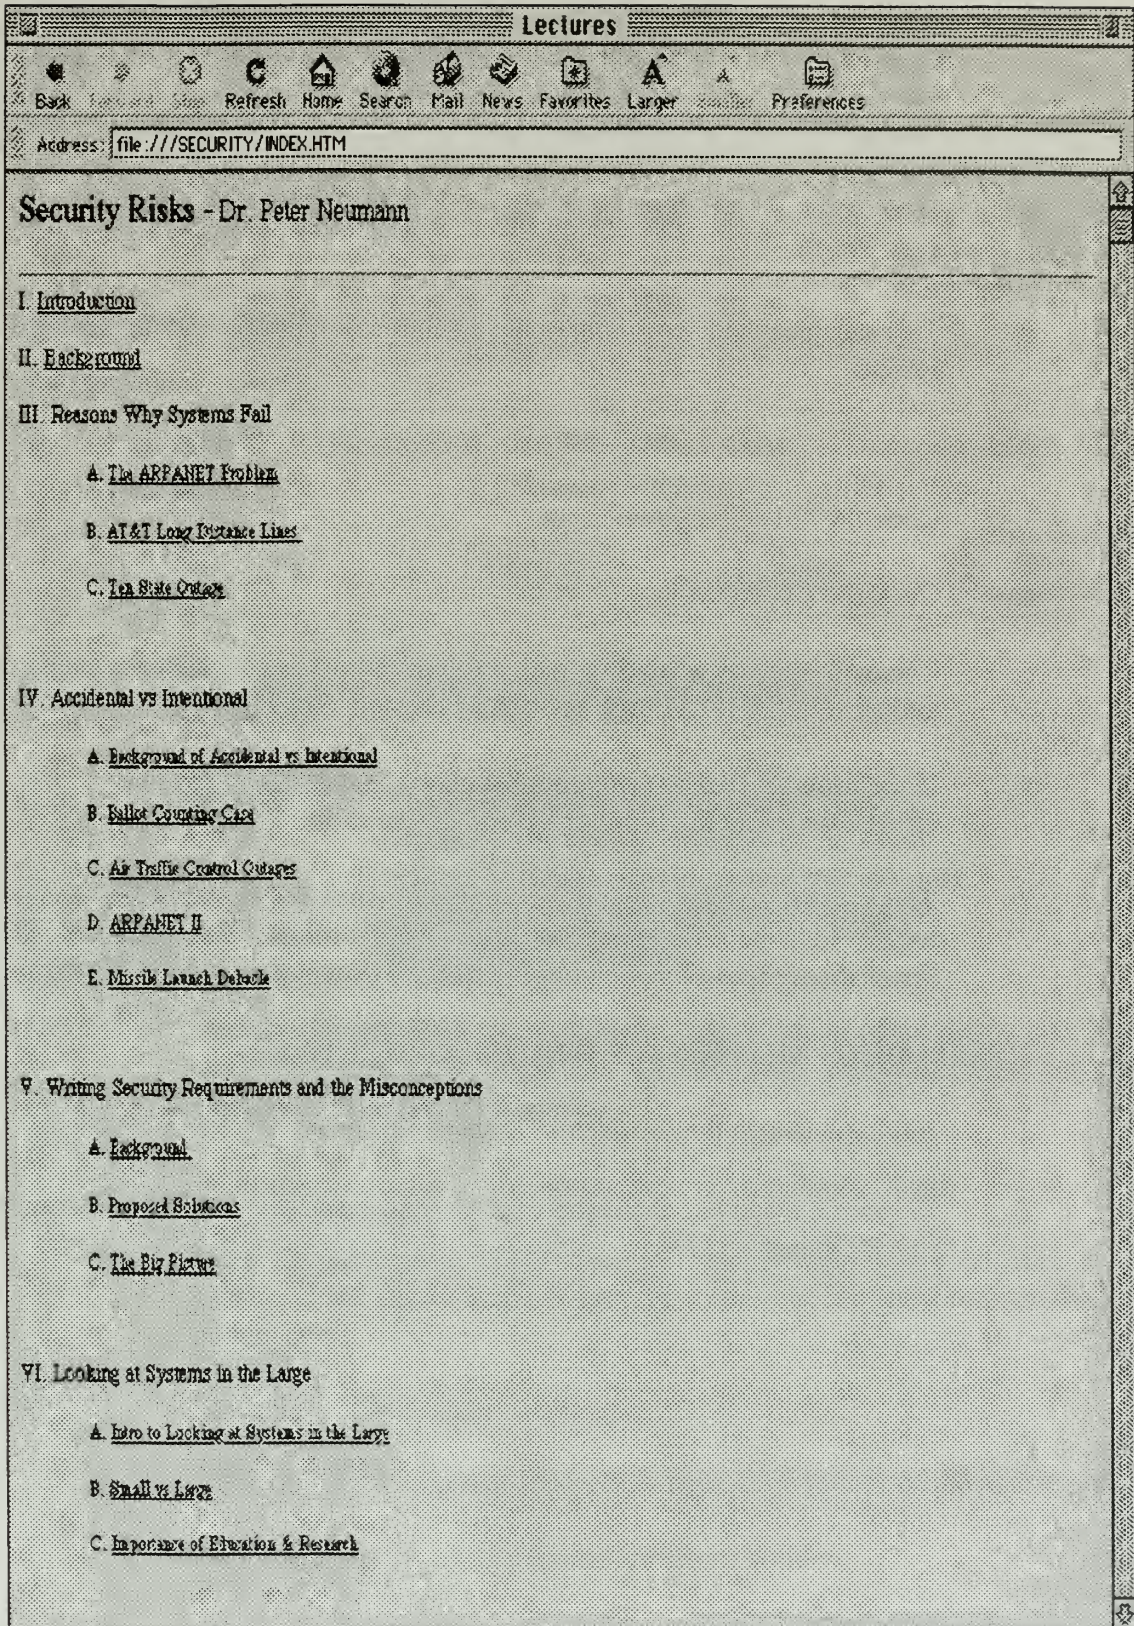 Lectures
Back Forward Stop Refresh Home Search Mail News Favorites Larger Smaller Preferences
Address: file:///SECURITY/INDEX.HTM
Security Risks - Dr. Peter Neumann
I. Introduction
II. Background
III. Reasons Why Systems Fail
A. The ARPANET Problem
B. AT&T Long Distance Lines
C. Ten State Outage
IV. Accidental vs Intentional
A. Background of Accidental vs Intentional
B. Ballot Counting Case
C. Air Traffic Control Outages
D. ARPANET II
E. Missile Launch Debacle
V. Writing Security Requirements and the Misconceptions
A. Background
B. Proposed Solutions
C. The Big Picture
VI. Looking at Systems in the Large
A. Intro to Looking at Systems in the Large
B. Small vs Large
C. Importance of Education & Research